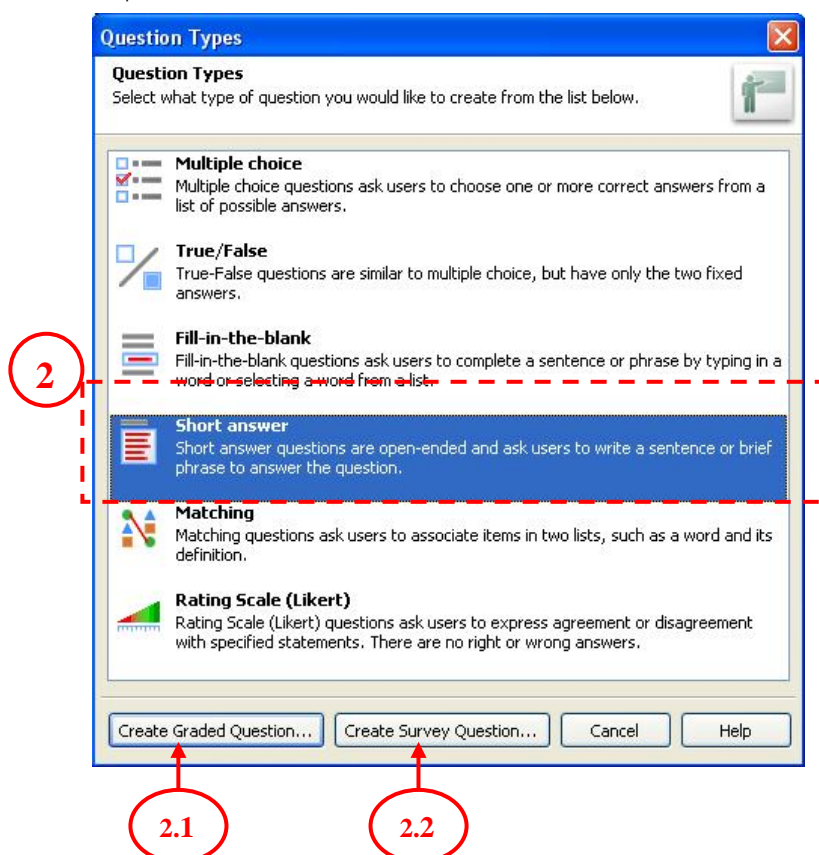 Question Types
Question Types
Select what type of question you would like to create from the list below.
Multiple choice
Multiple choice questions ask users to choose one or more correct answers from a
list of possible answers.
True/False
True-False questions are similar to multiple choice, but have only the two fixed
answers.
Fill-in-the-blank
Fill-in-the-blank questions ask users to complete a sentence or phrase by typing in a
word or selecting a word from a list.
2
Short answer
Short answer questions are open-ended and ask users to write a sentence or brief
phrase to answer the question.
Matching
Matching questions ask users to associate items in two lists, such as a word and its
definition.
Rating Scale (Likert)
Rating Scale (Likert) questions ask users to express agreement or disagreement
with specified statements. There are no right or wrong answers.
Create Graded Question... Create Survey Question... Cancel Help
2.1 2.2